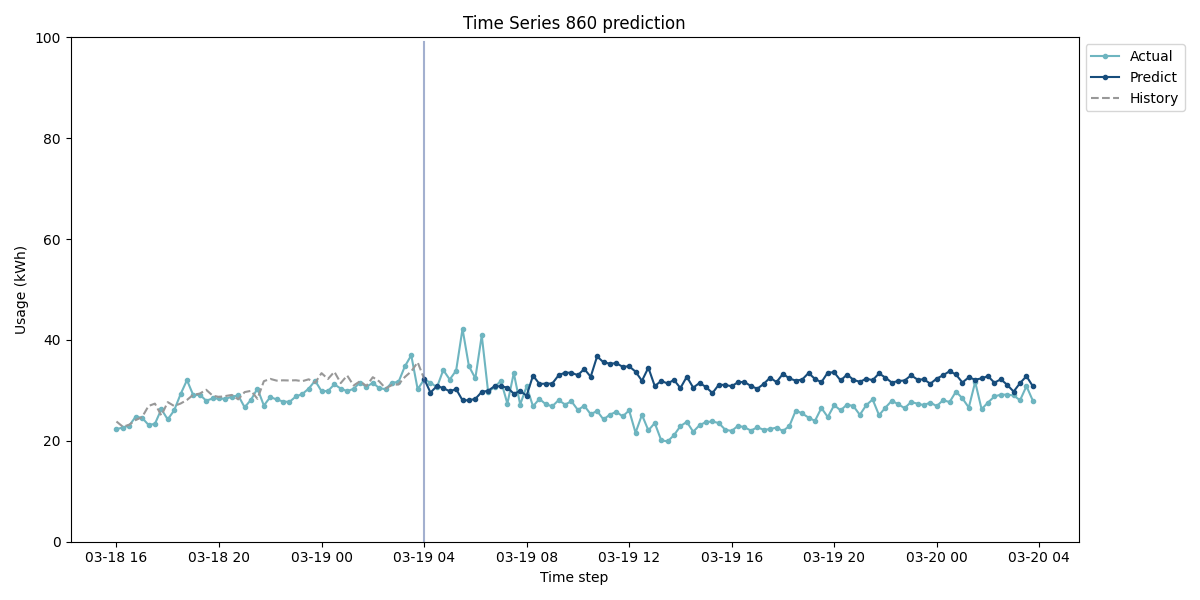 Time Series 860 prediction
100
80
60
40
20
0
Usage (kWh)
03-18 16 03-18 20 03-19 00 03-19 04 03-19 08 03-19 12 03-19 16 03-19 20 03-20 00 03-20 04
Time step
Actual
Predict
History